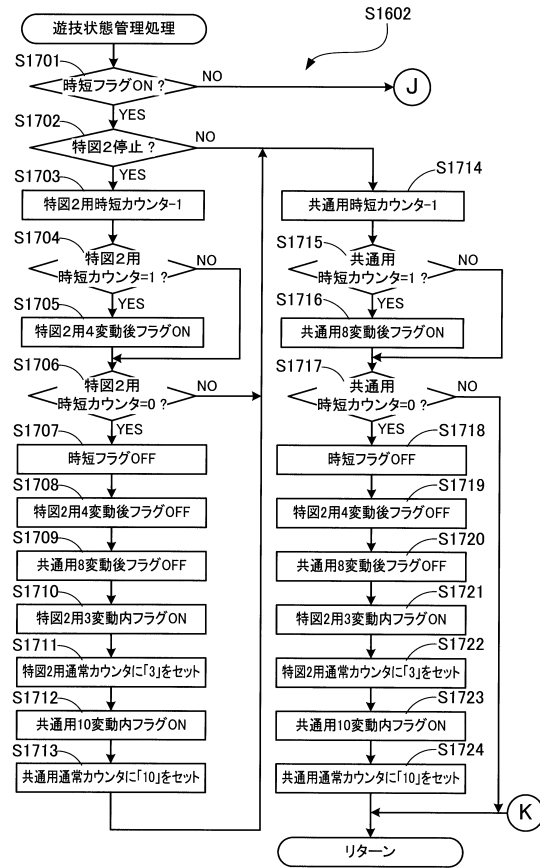 遊技状態管理処理
S1602
S1701
時短フラグON？
NO
J
YES
S1702
特図2停止？
NO
YES
S1703
特図2用時短カウンタ-1
S1704
特図2用
時短カウンタ=1？
NO
YES
S1705
特図2用4変動後フラグON
S1706
特図2用
時短カウンタ=0？
NO
YES
S1707
時短フラグOFF
S1708
特図2用4変動後フラグOFF
S1709
共通用8変動後フラグOFF
S1710
特図2用3変動内フラグON
S1711
特図2用通常カウンタに「3」をセット
S1712
共通用10変動内フラグON
S1713
共通用通常カウンタに「10」をセット
S1714
共通用時短カウンタ-1
S1715
共通用
時短カウンタ=1？
NO
YES
S1716
共通用8変動後フラグON
S1717
共通用
時短カウンタ=0？
NO
YES
S1718
時短フラグOFF
S1719
特図2用4変動後フラグOFF
S1720
共通用8変動後フラグOFF
S1721
特図2用3変動内フラグON
S1722
特図2用通常カウンタに「3」をセット
S1723
共通用10変動内フラグON
S1724
共通用通常カウンタに「10」をセット
K
リターン